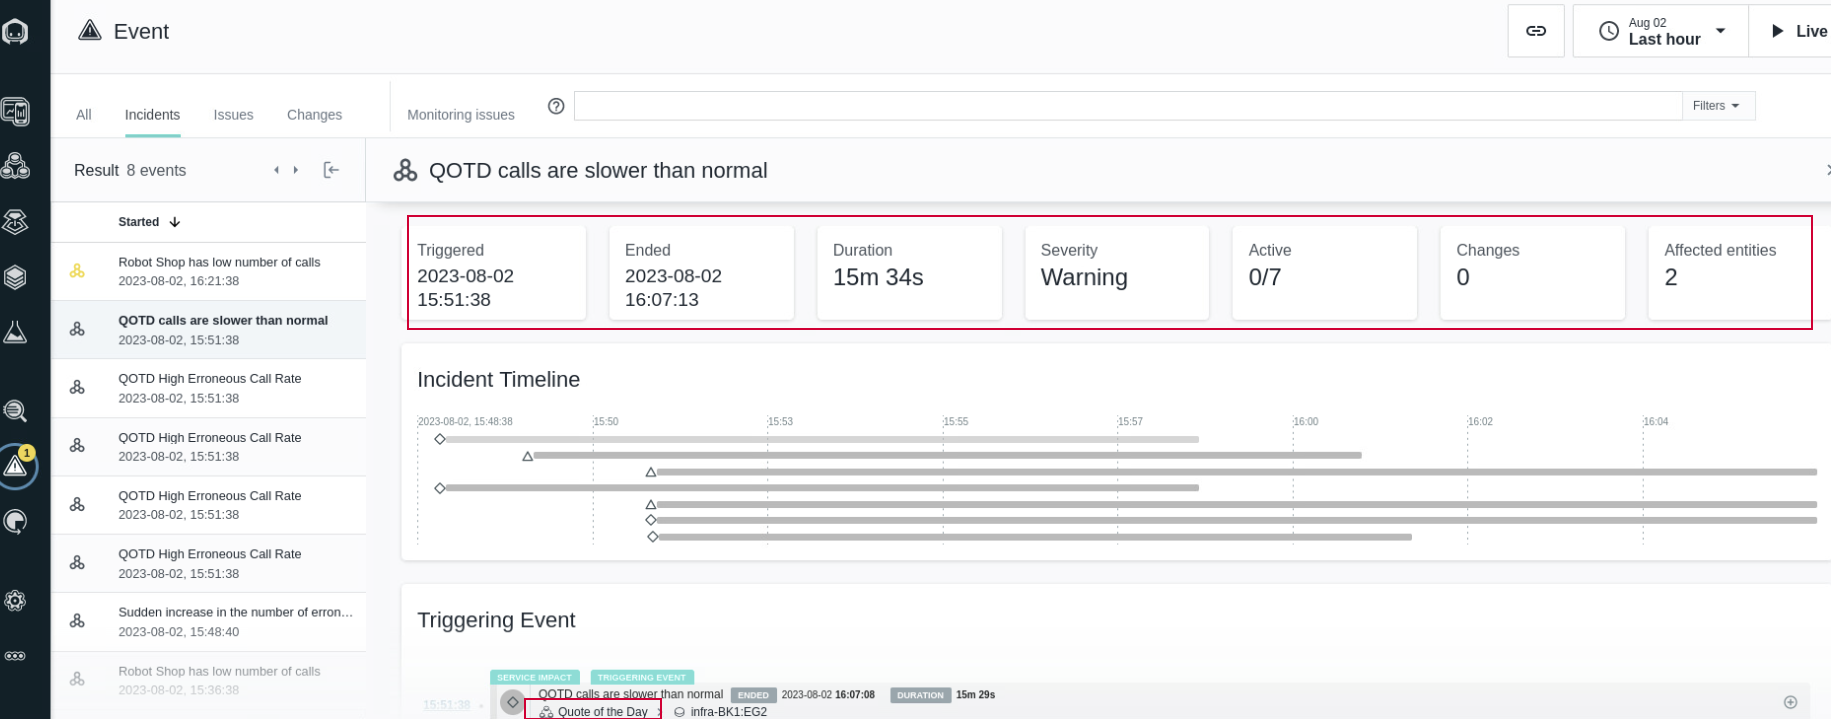 Event
Aug 02
Last hour
Live
All
Incidents
Issues
Changes
Monitoring issues
Filters
Result 8 events
QOTD calls are slower than normal
Started
Robot Shop has low number of calls
2023-08-02, 16:21:38
QOTD calls are slower than normal
2023-08-02, 15:51:38
QOTD High Erroneous Call Rate
2023-08-02, 15:51:38
QOTD High Erroneous Call Rate
2023-08-02, 15:51:38
QOTD High Erroneous Call Rate
2023-08-02, 15:51:38
QOTD High Erroneous Call Rate
2023-08-02, 15:51:38
Sudden increase in the number of erron…
2023-08-02, 15:48:40
Robot Shop has low number of calls
2023-08-02, 15:36:38
1
Triggered
2023-08-02
15:51:38
Ended
2023-08-02
16:07:13
Duration
15m 34s
Severity
Warning
Active
0/7
Changes
0
Affected entities
2
Incident Timeline
2023-08-02, 15:48:38
15:50
15:53
15:55
15:57
16:00
16:02
16:04
Triggering Event
SERVICE IMPACT
TRIGGERING EVENT
15:51:38
QOTD calls are slower than normal
ENDED
2023-08-02 16:07:08
DURATION
15m 29s
Quote of the Day
infra-BK1:EG2